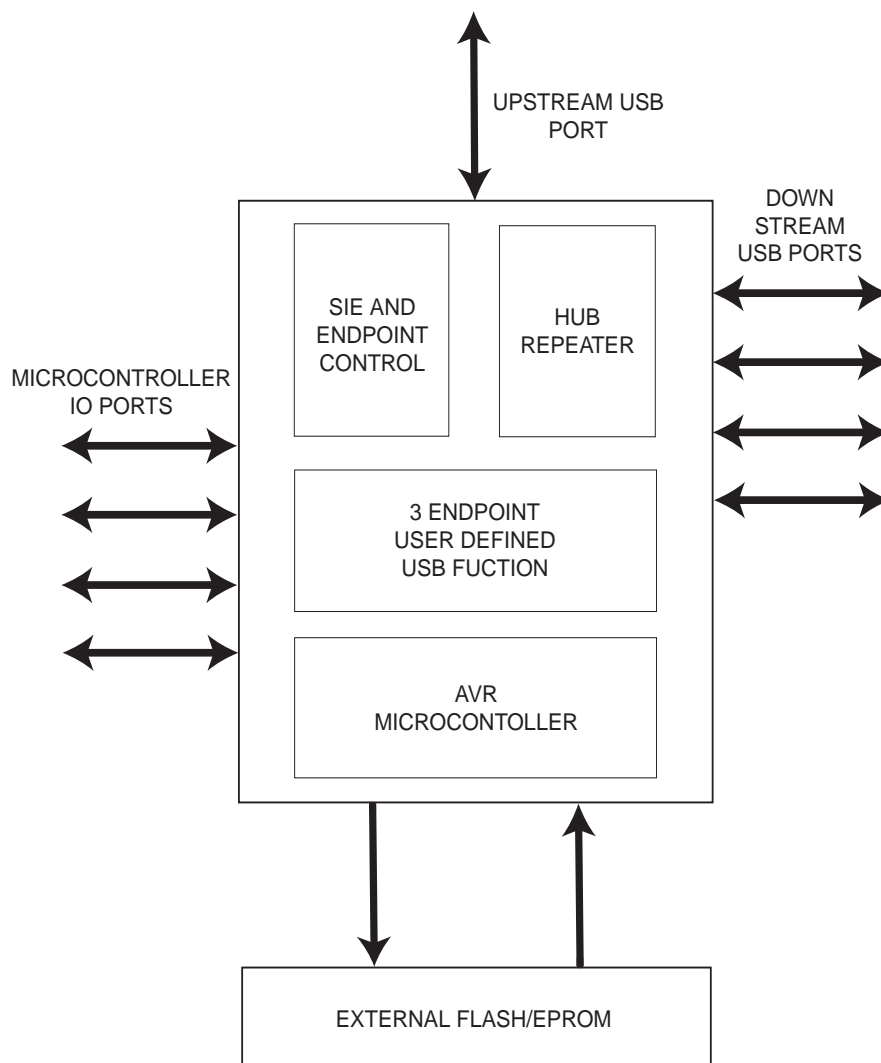 UPSTREAM USB
PORT
DOWN
STREAM
USB PORTS
SIE AND
ENDPOINT
CONTROL
HUB
REPEATER
MICROCONTROLLER
IO PORTS
3 ENDPOINT
USER DEFINED
USB FUCTION
AVR
MICROCONTOLLER
EXTERNAL FLASH/EPROM